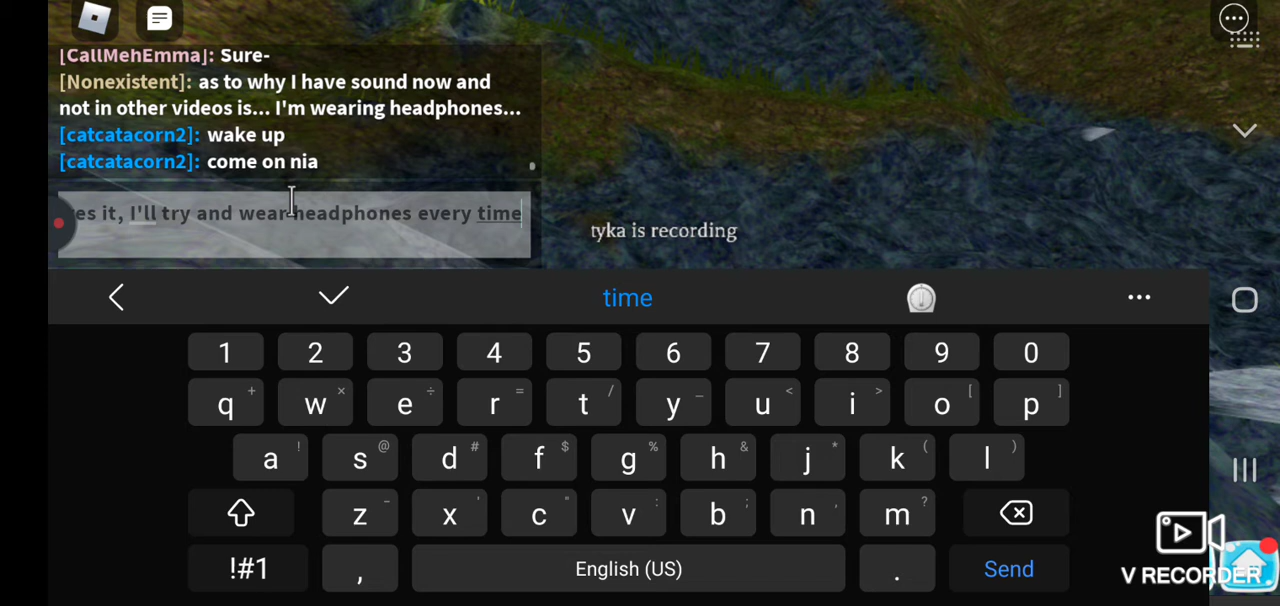 [CallMehEmma]: Sure-
[Nonexistent]: as to why I have sound now and
not in other videos is... I'm wearing headphones...
[catcatacorn2]: wake up
[catcatacorn2]: come on nia
es it, I'll try and wear headphones every time
tyka is recording
time
1 2 3 4 5 6 7 8 9 0
q + w × e ÷ r = t / y _ u < i > o [ p ]
a ! s @ d # f $ g % h & j * k ( l )
z - x ' c " v : b ; n , m ?
!#1 , English (US) . Send
V RECORDER